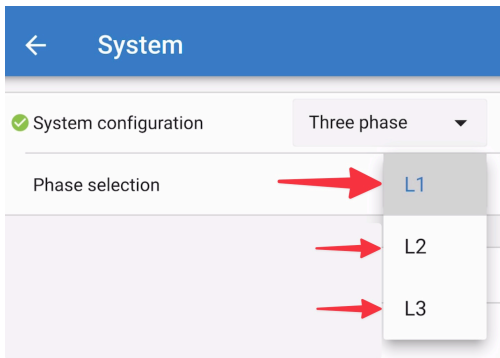 System
System configuration
Three phase
Phase selection
L1
L2
L3